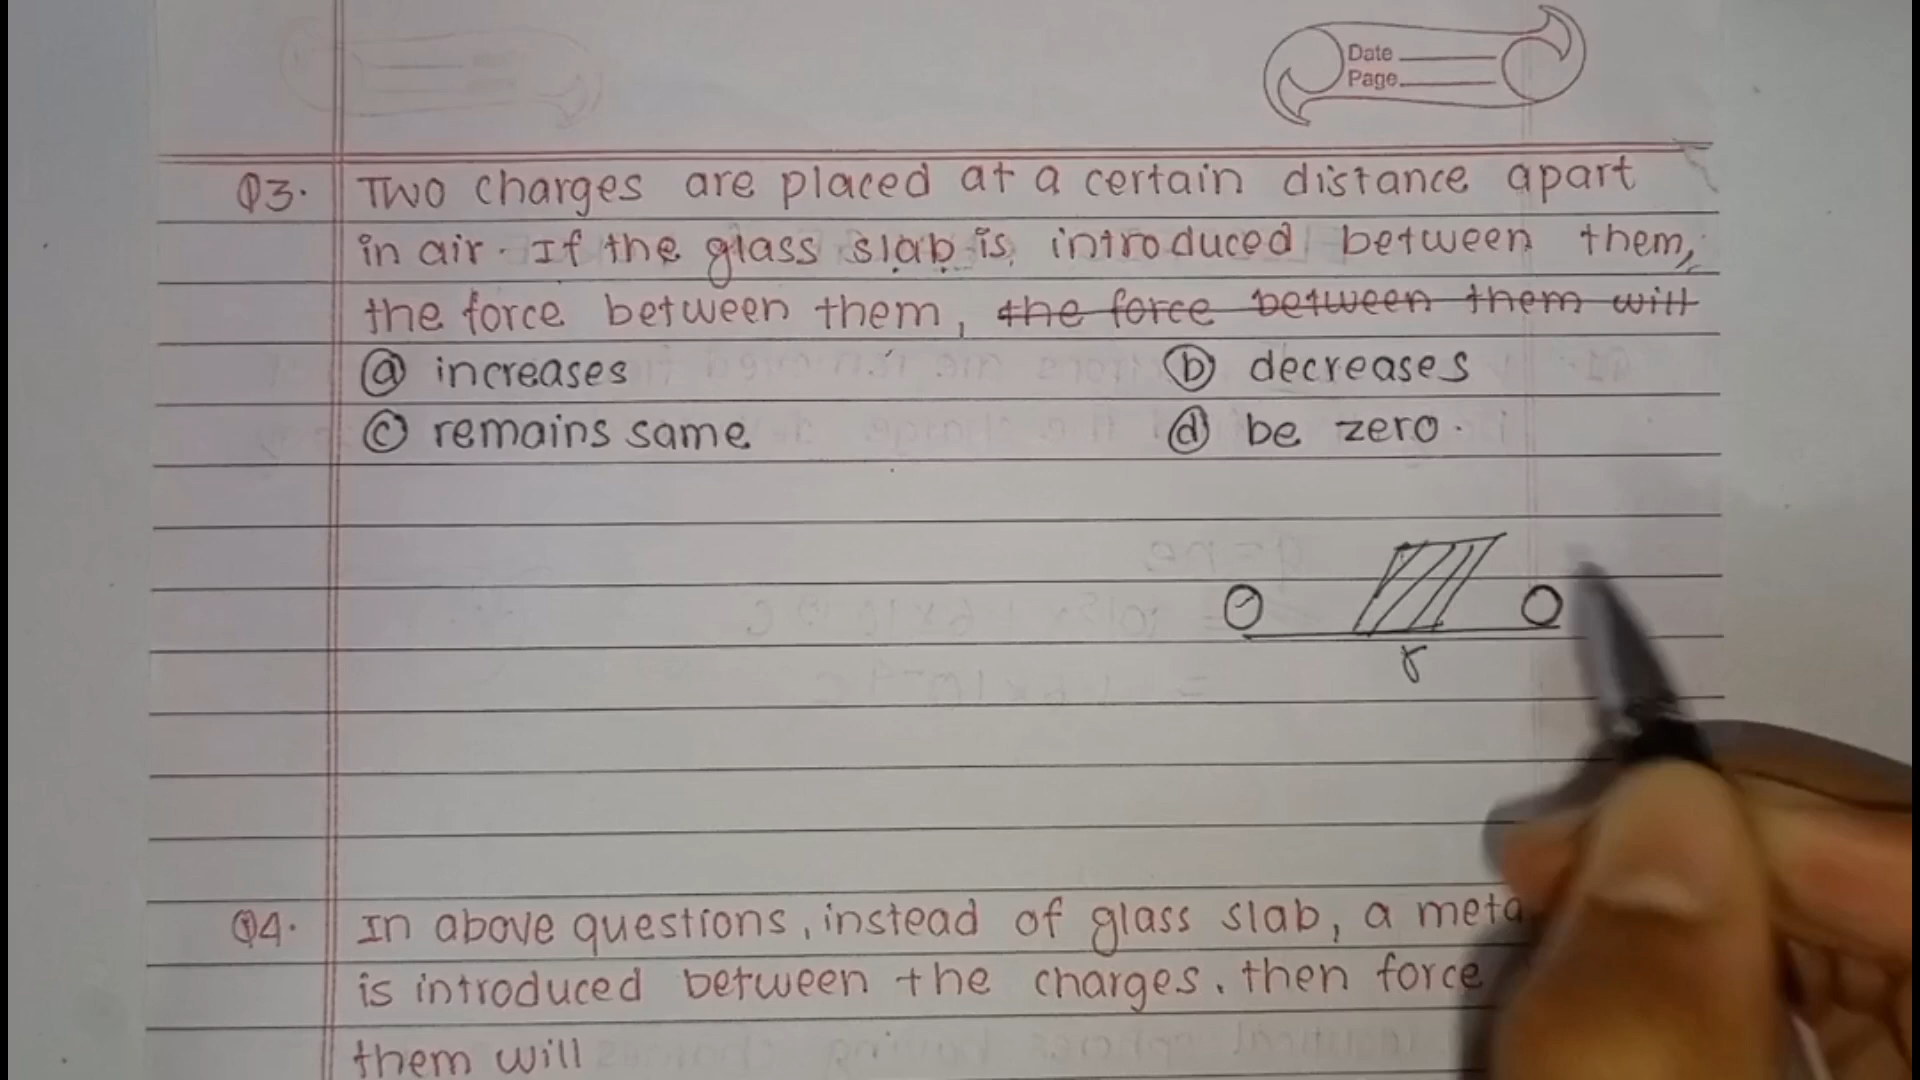 Date
Page
Q3. Two charges are placed at a certain distance apart
in air. If the glass slab is introduced between them,
the force between them, the force between them will
ⓐ increases ⓑ decreases
ⓒ remains same ⓓ be zero.
r
Q4. In above questions, instead of glass slab, a
is introduced between the charges. then force
them will